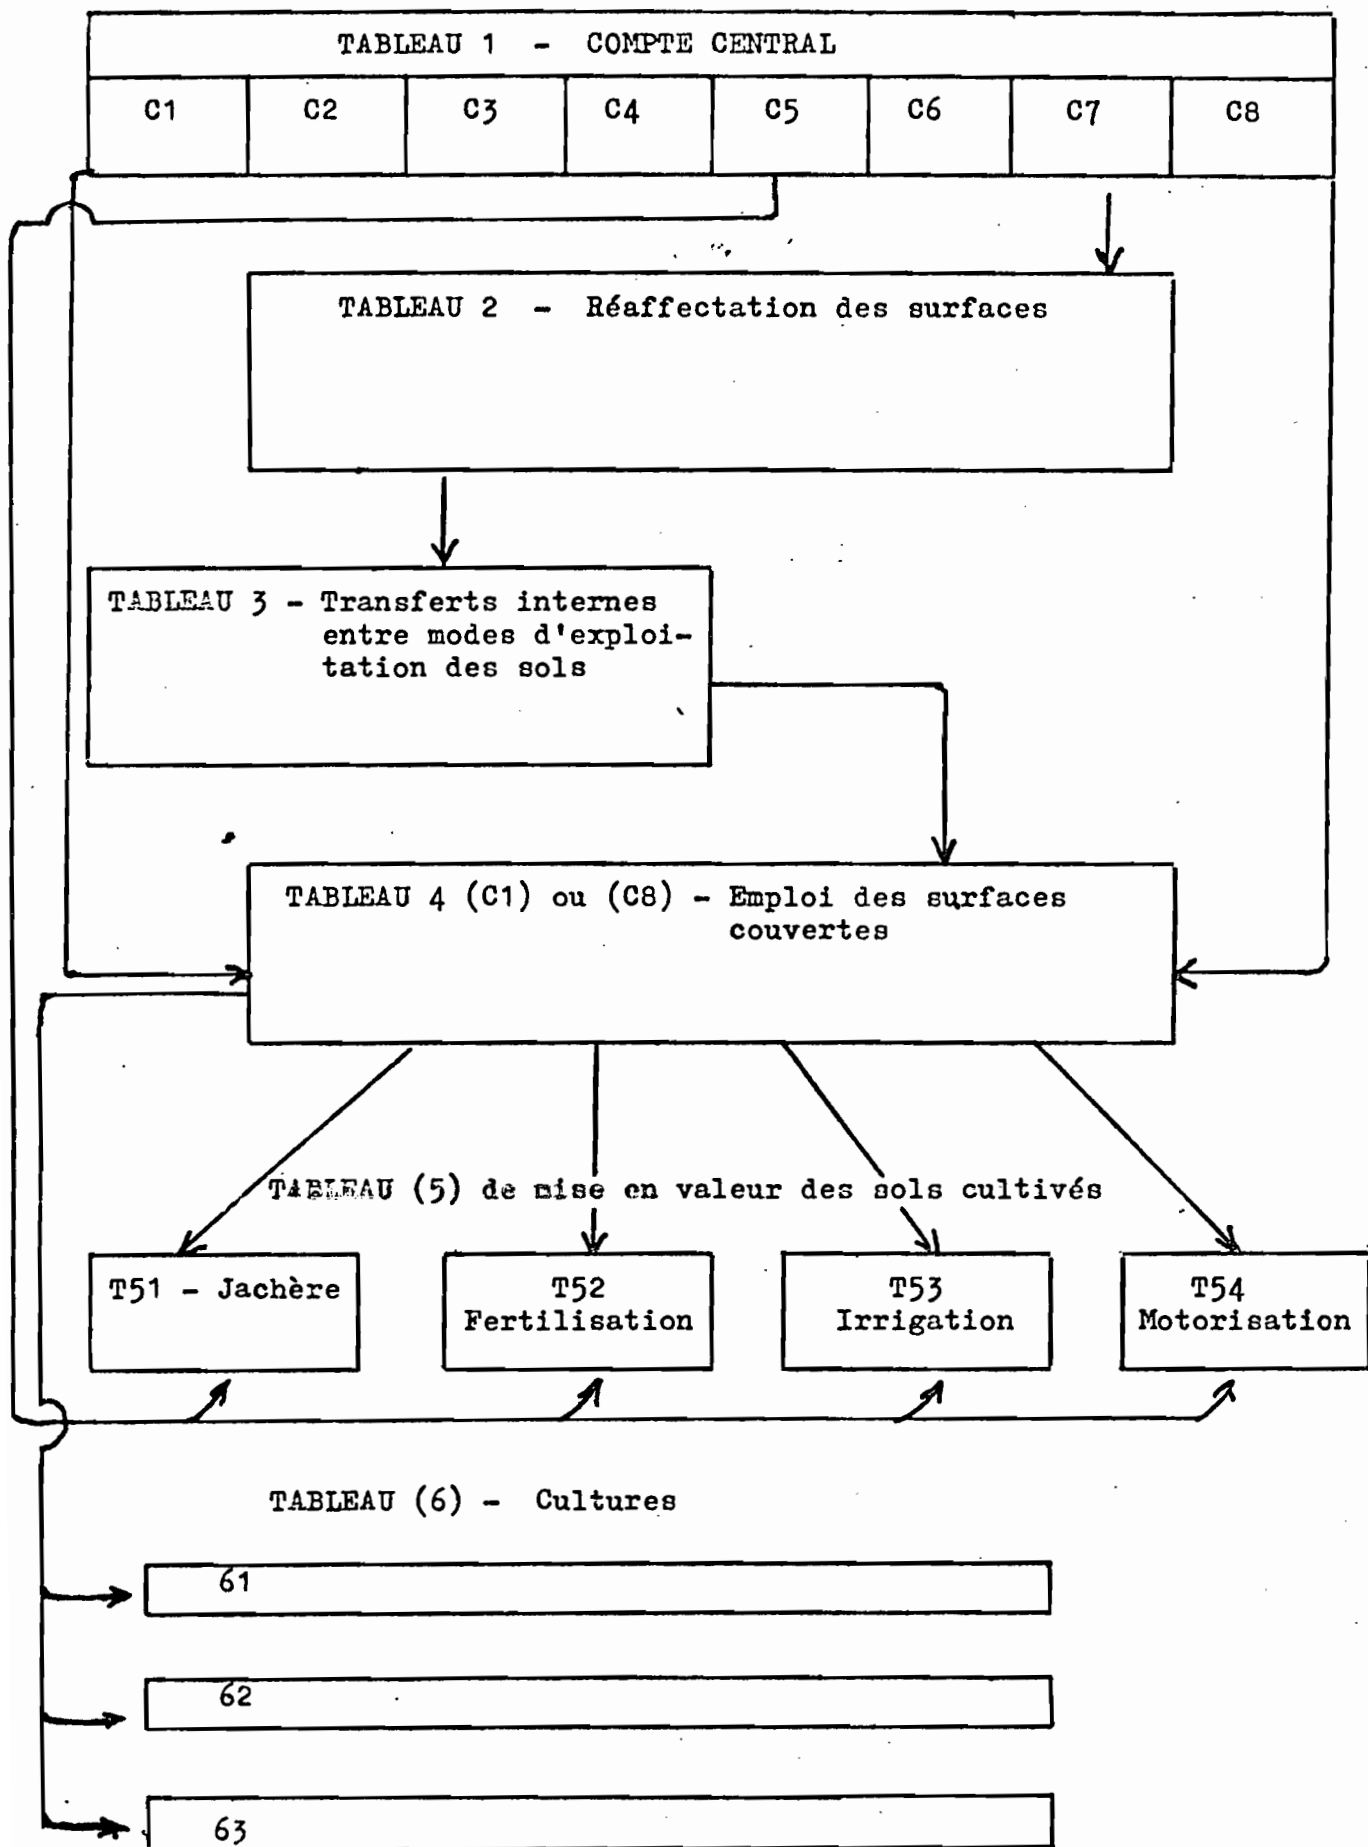 TABLEAU 1 - COMPTE CENTRAL
C1 C2 C3 C4 C5 C6 C7 C8
TABLEAU 2 - Réaffectation des surfaces
TABLEAU 3 - Transferts internes
entre modes d'exploi-
tation des sols
TABLEAU 4 (C1) ou (C8) - Emploi des surfaces
couvertes
TABLEAU (5) de mise en valeur des sols cultivés
T51 - Jachère
T52
Fertilisation
T53
Irrigation
T54
Motorisation
TABLEAU (6) - Cultures
61
62
63